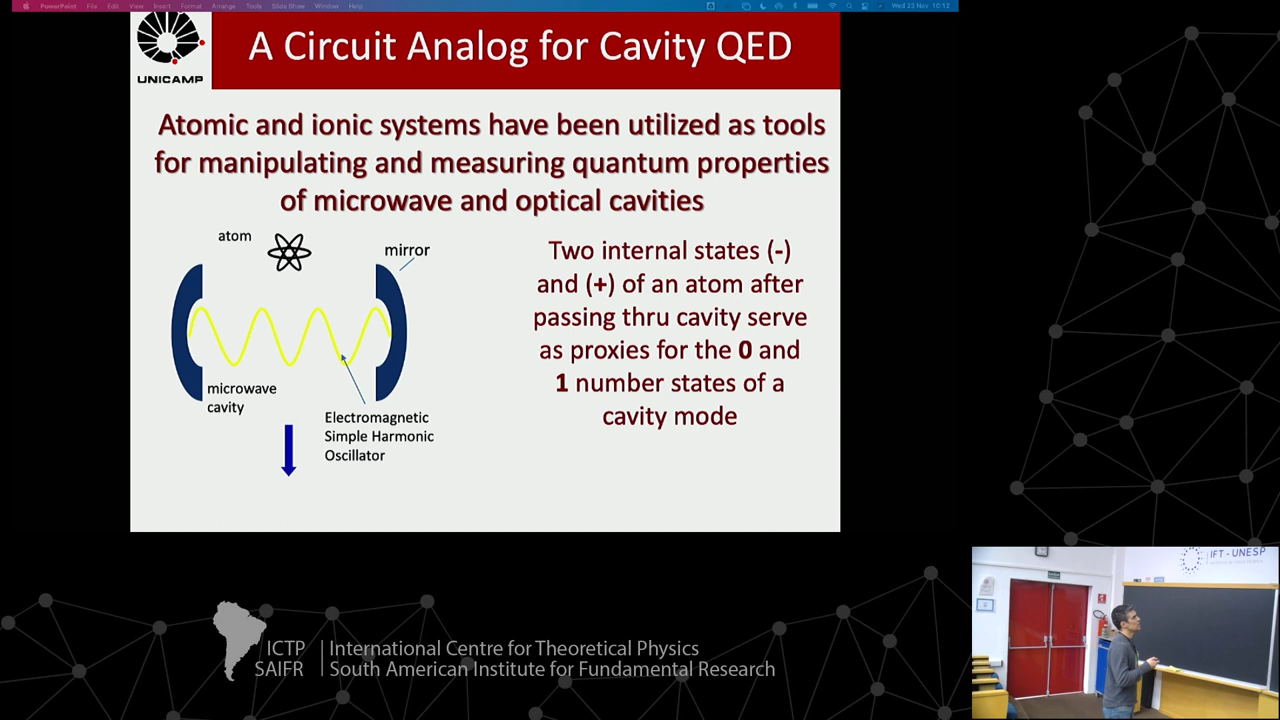 PowerPoint File Edit View Insert Format Arrange Tools Slide Show Window Help
Wed 23 Nov 10:12
UNICAMP
A Circuit Analog for Cavity QED
Atomic and ionic systems have been utilized as tools
for manipulating and measuring quantum properties
of microwave and optical cavities
atom
mirror
microwave
cavity
Electromagnetic
Simple Harmonic
Oscillator
Two internal states (-)
and (+) of an atom after
passing thru cavity serve
as proxies for the 0 and
1 number states of a
cavity mode
IFT - UNESP
ICTP
SAIFR
International Centre for Theoretical Physics
South American Institute for Fundamental Research